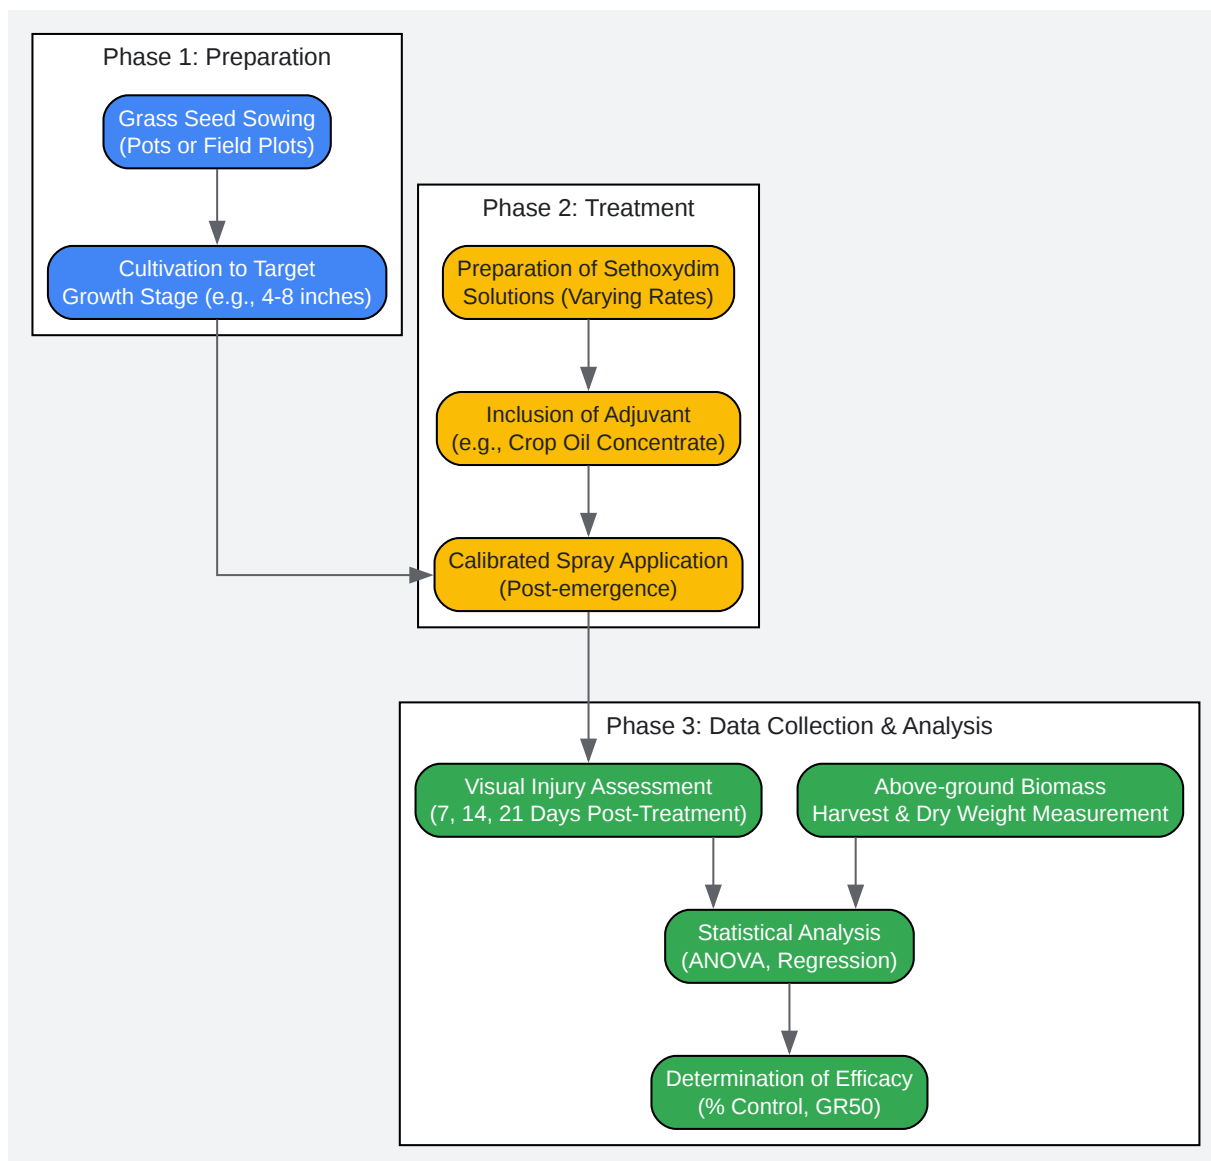 Phase 1: Preparation
Grass Seed Sowing
(Pots or Field Plots)
Cultivation to Target
Growth Stage (e.g., 4-8 inches)
Phase 2: Treatment
Preparation of Sethoxydim
Solutions (Varying Rates)
Inclusion of Adjuvant
(e.g., Crop Oil Concentrate)
Calibrated Spray Application
(Post-emergence)
Phase 3: Data Collection & Analysis
Visual Injury Assessment
(7, 14, 21 Days Post-Treatment)
Above-ground Biomass
Harvest & Dry Weight Measurement
Statistical Analysis
(ANOVA, Regression)
Determination of Efficacy
(% Control, GR50)